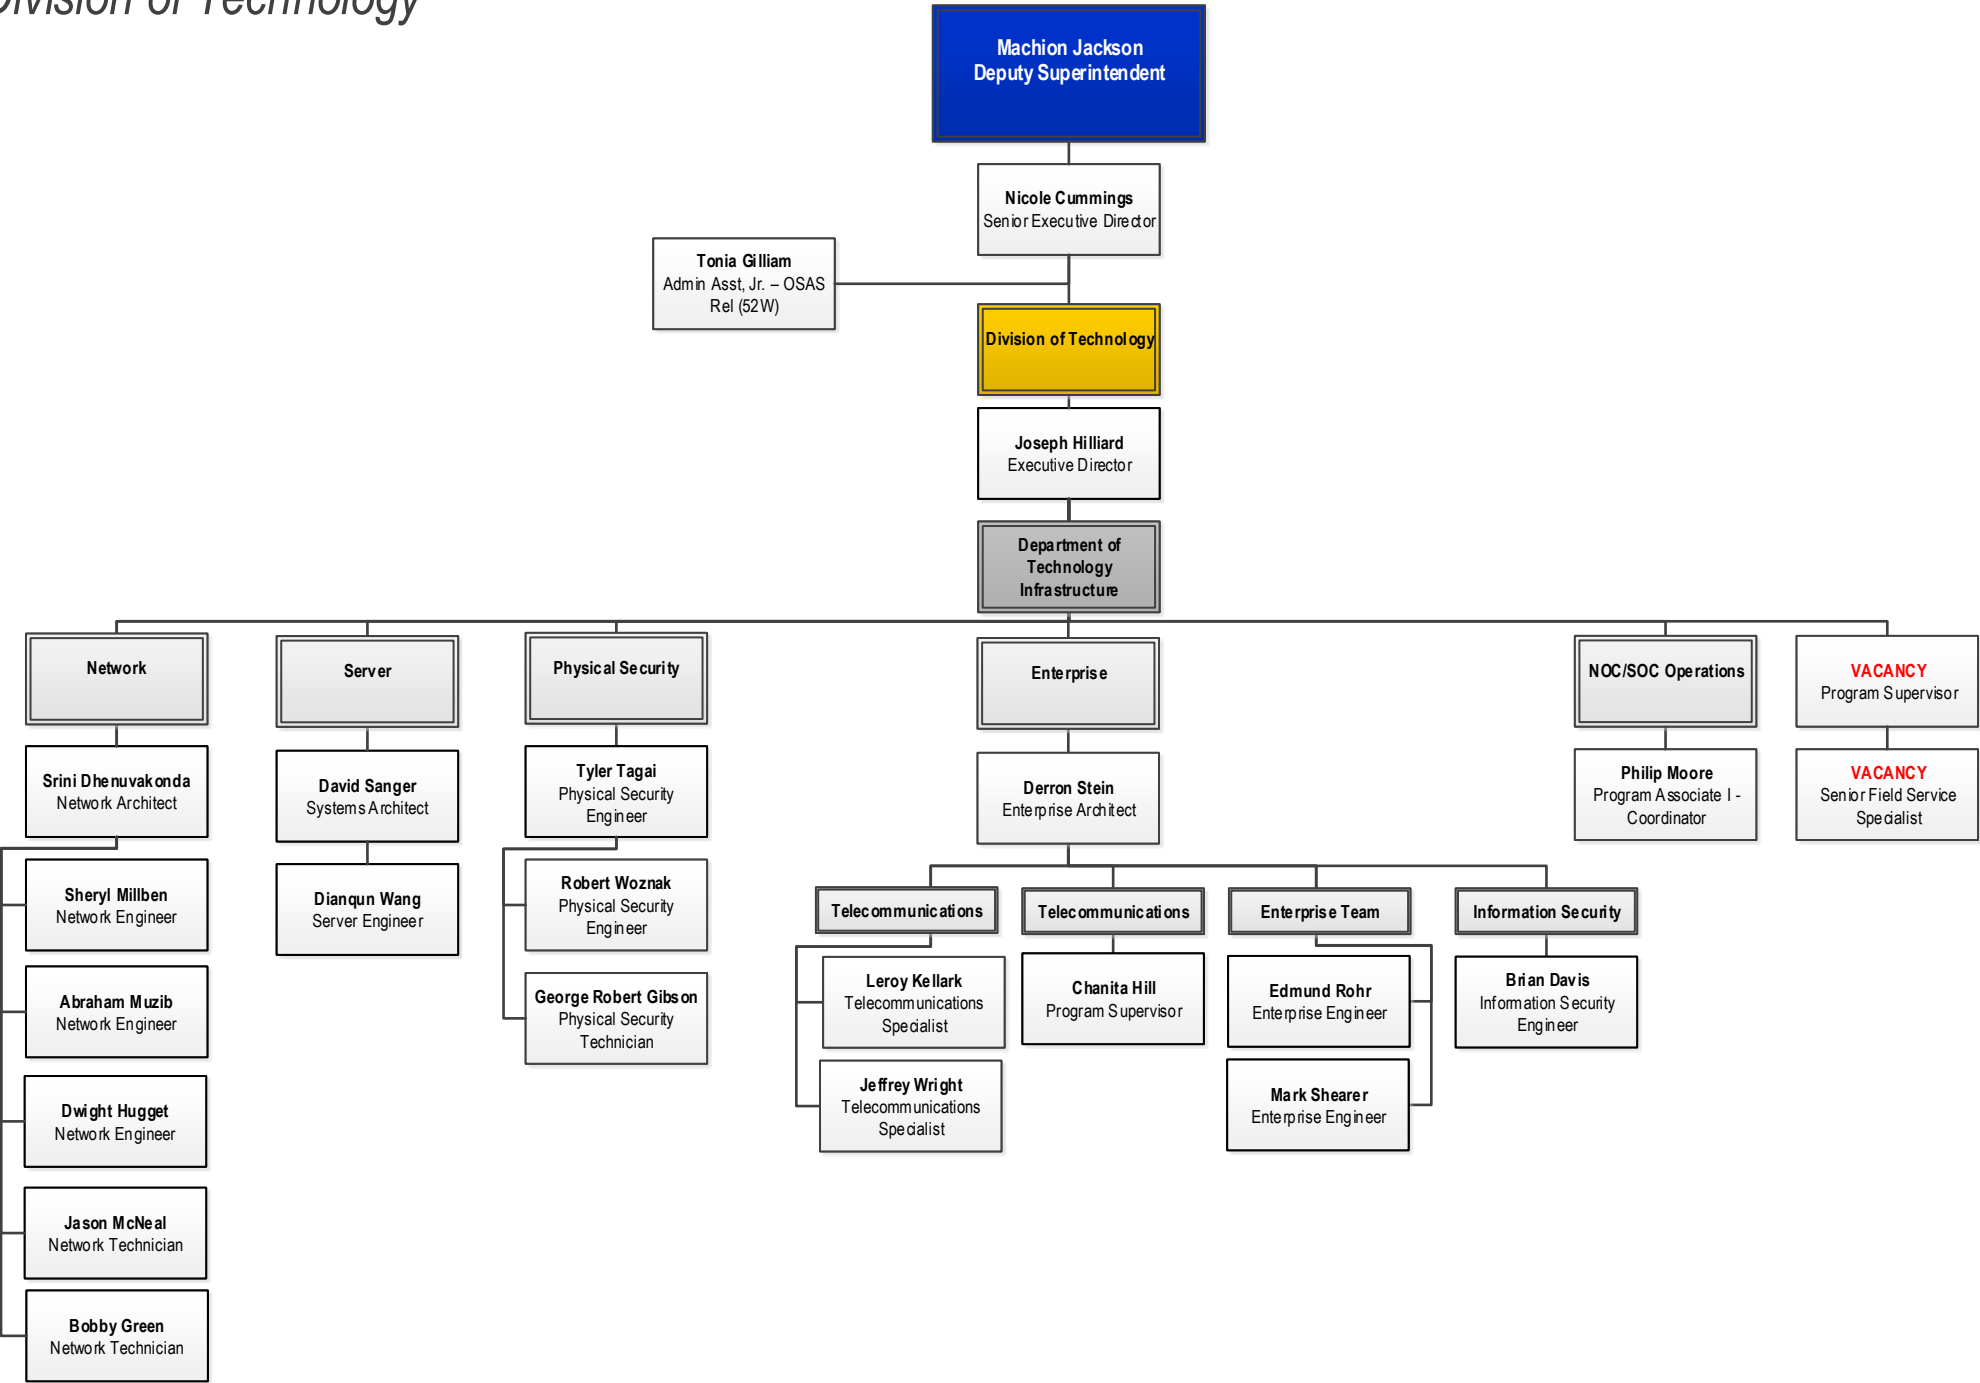 Division of Technology
Machion Jackson
Deputy Superintendent
Nicole Cummings
Senior Executive Director
Tonia Gilliam
Admin Asst, Jr. – OSAS
Rel (52W)
Division of Technology
Joseph Hilliard
Executive Director
Department of
Technology
Infrastructure
Network
Server
Physical Security
Enterprise
NOC/SOC Operations
VACANCY
Program Supervisor
Srini Dhenuvakonda
Network Architect
David Sanger
Systems Architect
Tyler Tagai
Physical Security
Engineer
Derron Stein
Enterprise Architect
Philip Moore
Program Associate I -
Coordinator
VACANCY
Senior Field Service
Specialist
Sheryl Millben
Network Engineer
Dianqun Wang
Server Engineer
Robert Woznak
Physical Security
Engineer
Telecommunications
Telecommunications
Enterprise Team
Information Security
Abraham Muzib
Network Engineer
George Robert Gibson
Physical Security
Technician
Leroy Kellark
Telecommunications
Specialist
Chanita Hill
Program Supervisor
Edmund Rohr
Enterprise Engineer
Brian Davis
Information Security
Engineer
Dwight Hugget
Network Engineer
Jeffrey Wright
Telecommunications
Specialist
Mark Shearer
Enterprise Engineer
Jason McNeal
Network Technician
Bobby Green
Network Technician